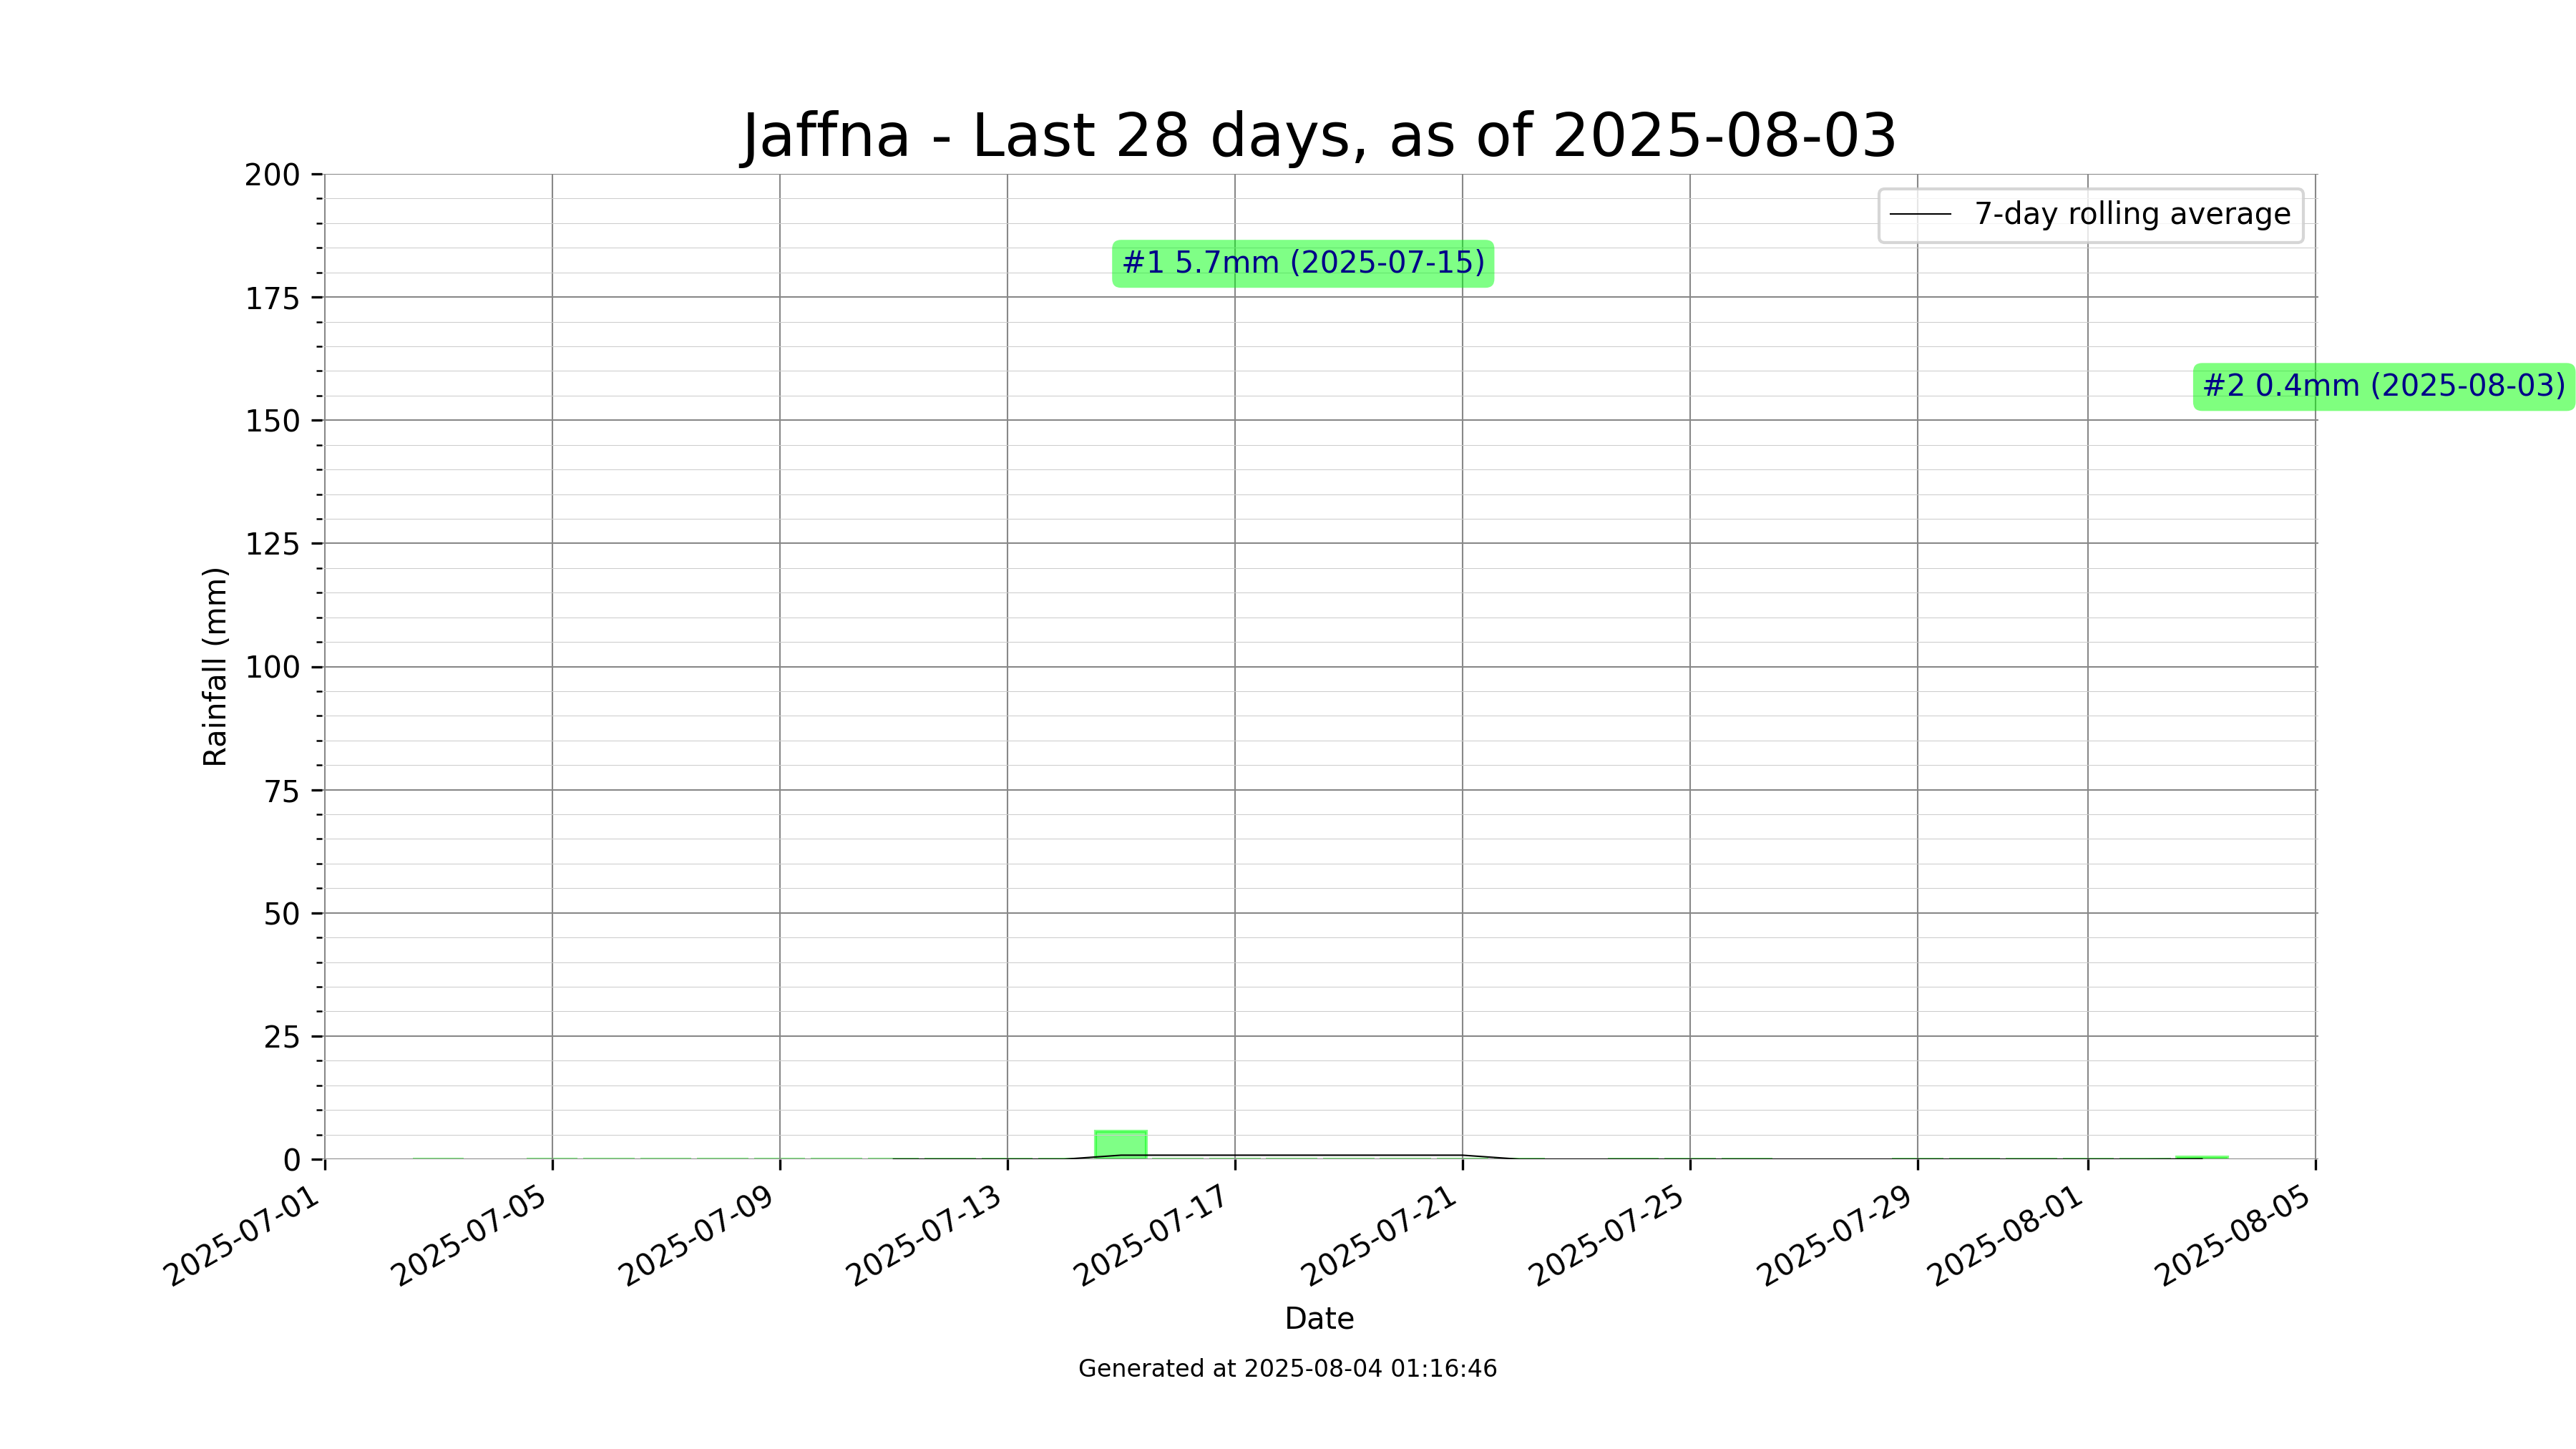 Jaffna - Last 28 days, as of 2025-08-03
7-day rolling average
#1 5.7mm (2025-07-15)
#2 0.4mm (2025-08-03)
Rainfall (mm)
200
175
150
125
100
75
50
25
0
2025-07-01
2025-07-05
2025-07-09
2025-07-13
2025-07-17
2025-07-21
2025-07-25
2025-07-29
2025-08-01
2025-08-05
Date
Generated at 2025-08-04 01:16:46